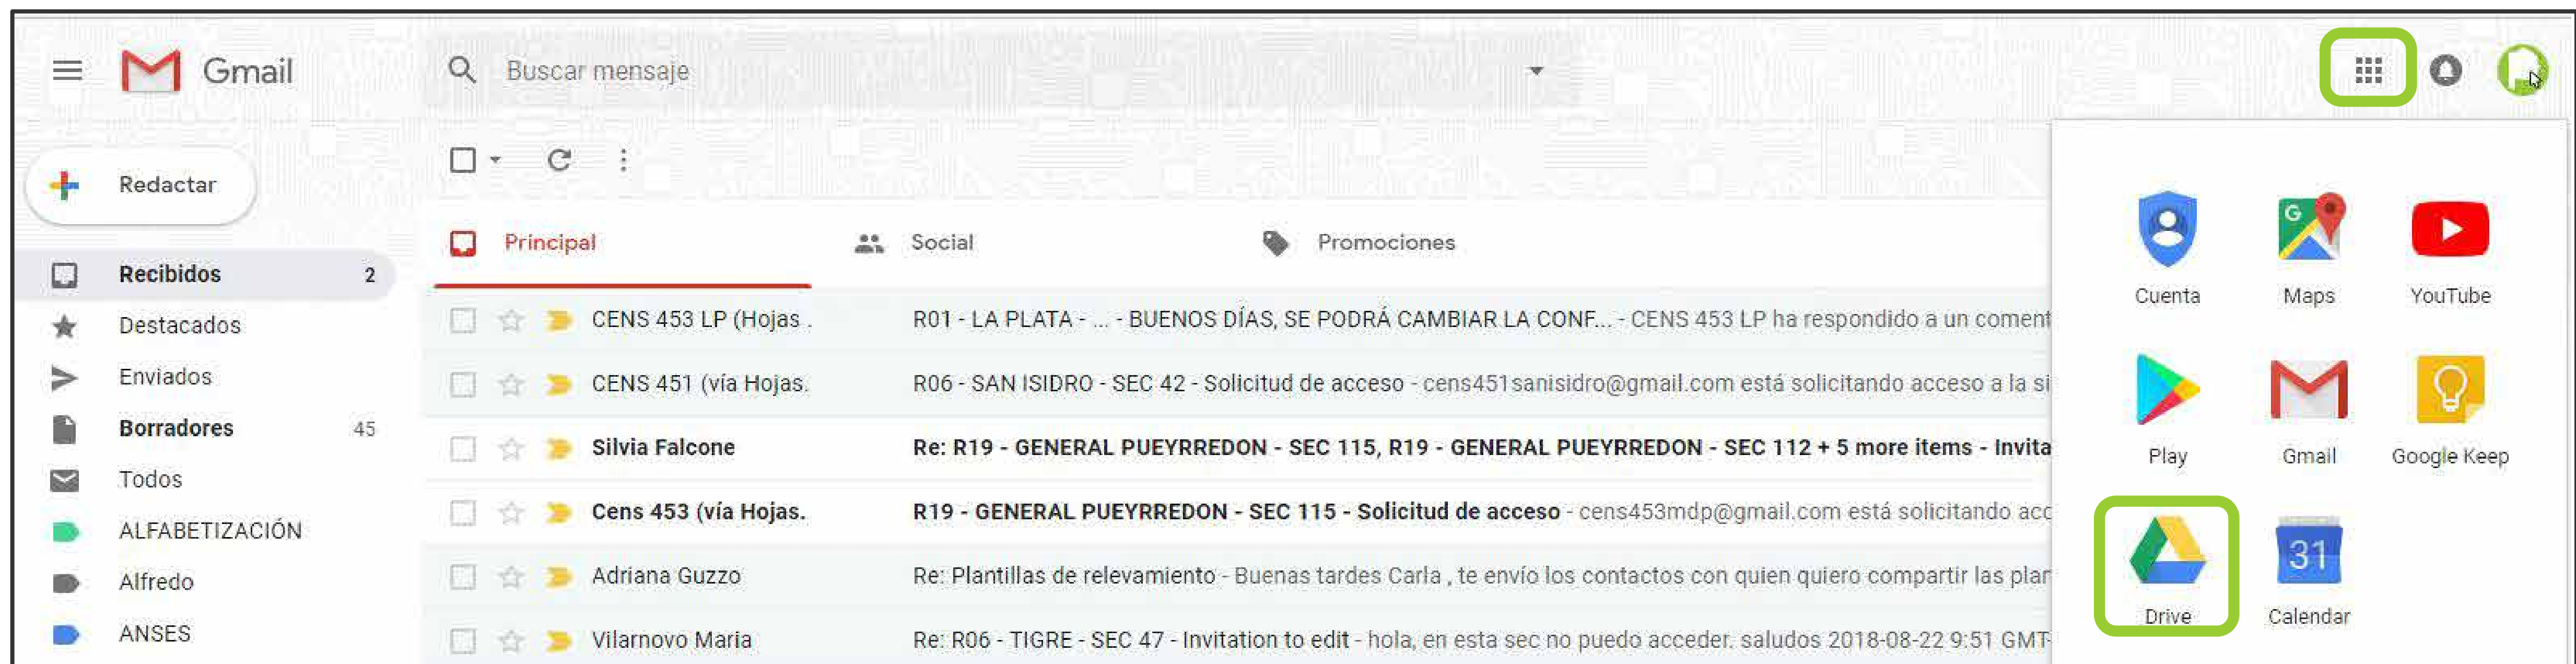 Gmail
Buscar mensaje
Redactar
Principal
Social
Promociones
Recibidos 2
Destacados
Enviados
Borradores 45
Todos
ALFABETIZACIÓN
Alfredo
ANSES
CENS 453 LP (Hojas . R01 - LA PLATA - ... - BUENOS DÍAS, SE PODRÁ CAMBIAR LA CONF... - CENS 453 LP ha respondido a un coment
CENS 451 (vía Hojas. R06 - SAN ISIDRO - SEC 42 - Solicitud de acceso - cens451sanisidro@gmail.com está solicitando acceso a la si
Silvia Falcone Re: R19 - GENERAL PUEYRREDON - SEC 115, R19 - GENERAL PUEYRREDON - SEC 112 + 5 more items - Invita
Cens 453 (vía Hojas. R19 - GENERAL PUEYRREDON - SEC 115 - Solicitud de acceso - cens453mdp@gmail.com está solicitando acc
Adriana Guzzo Re: Plantillas de relevamiento - Buenas tardes Carla , te envío los contactos con quien quiero compartir las plan
Vilarnovo Maria Re: R06 - TIGRE - SEC 47 - Invitation to edit - hola, en esta sec no puedo acceder. saludos 2018-08-22 9:51 GMT-
G
Cuenta Maps YouTube
Play Gmail Google Keep
31
Drive Calendar